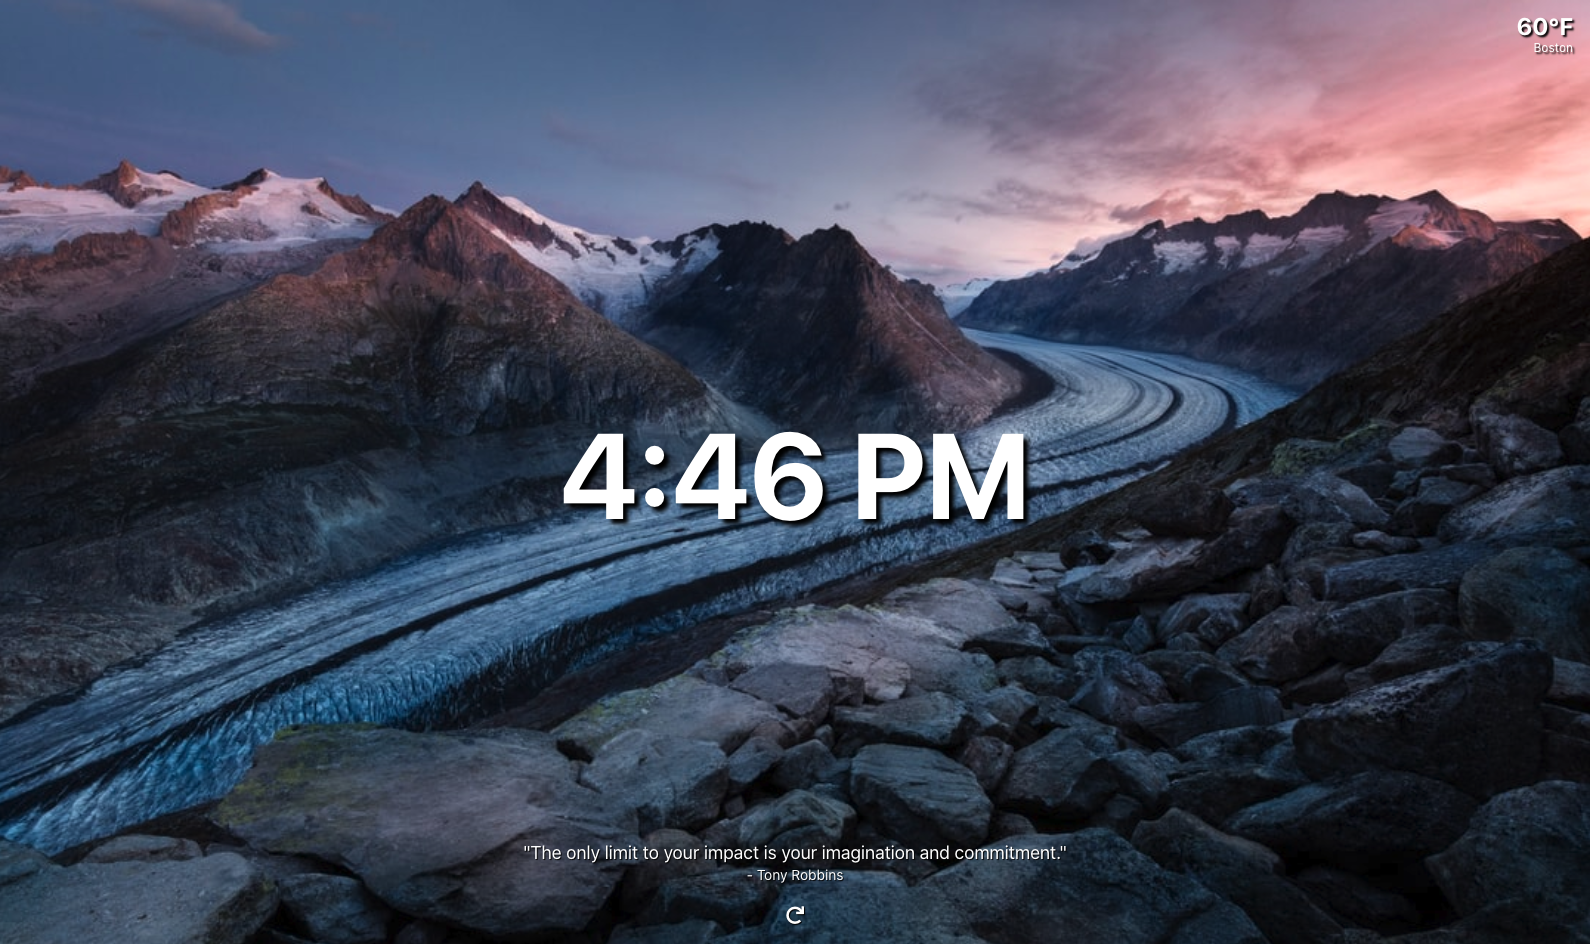 60°F
Boston
4:46 PM
"The only limit to your impact is your imagination and commitment."
- Tony Robbins